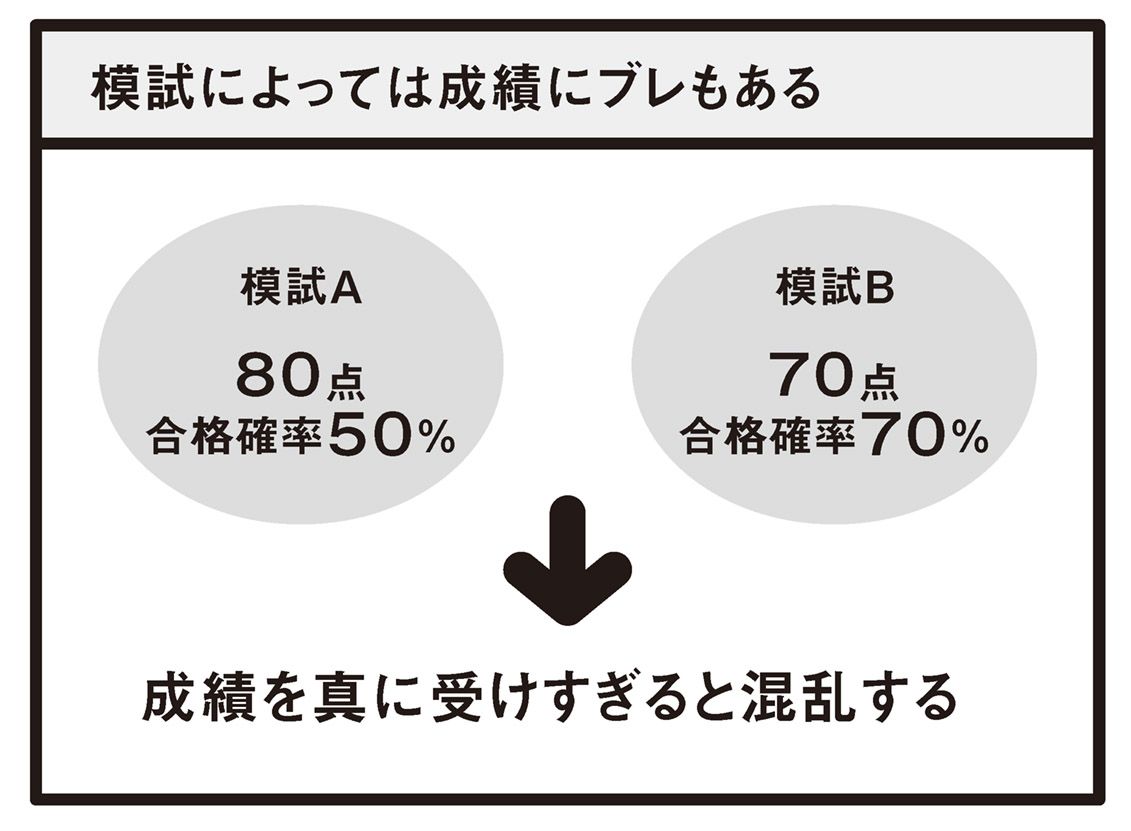 模試によっては成績にブレもある
模試A
80点
合格確率50%
模試B
70点
合格確率70%
成績を真に受けすぎると混乱する